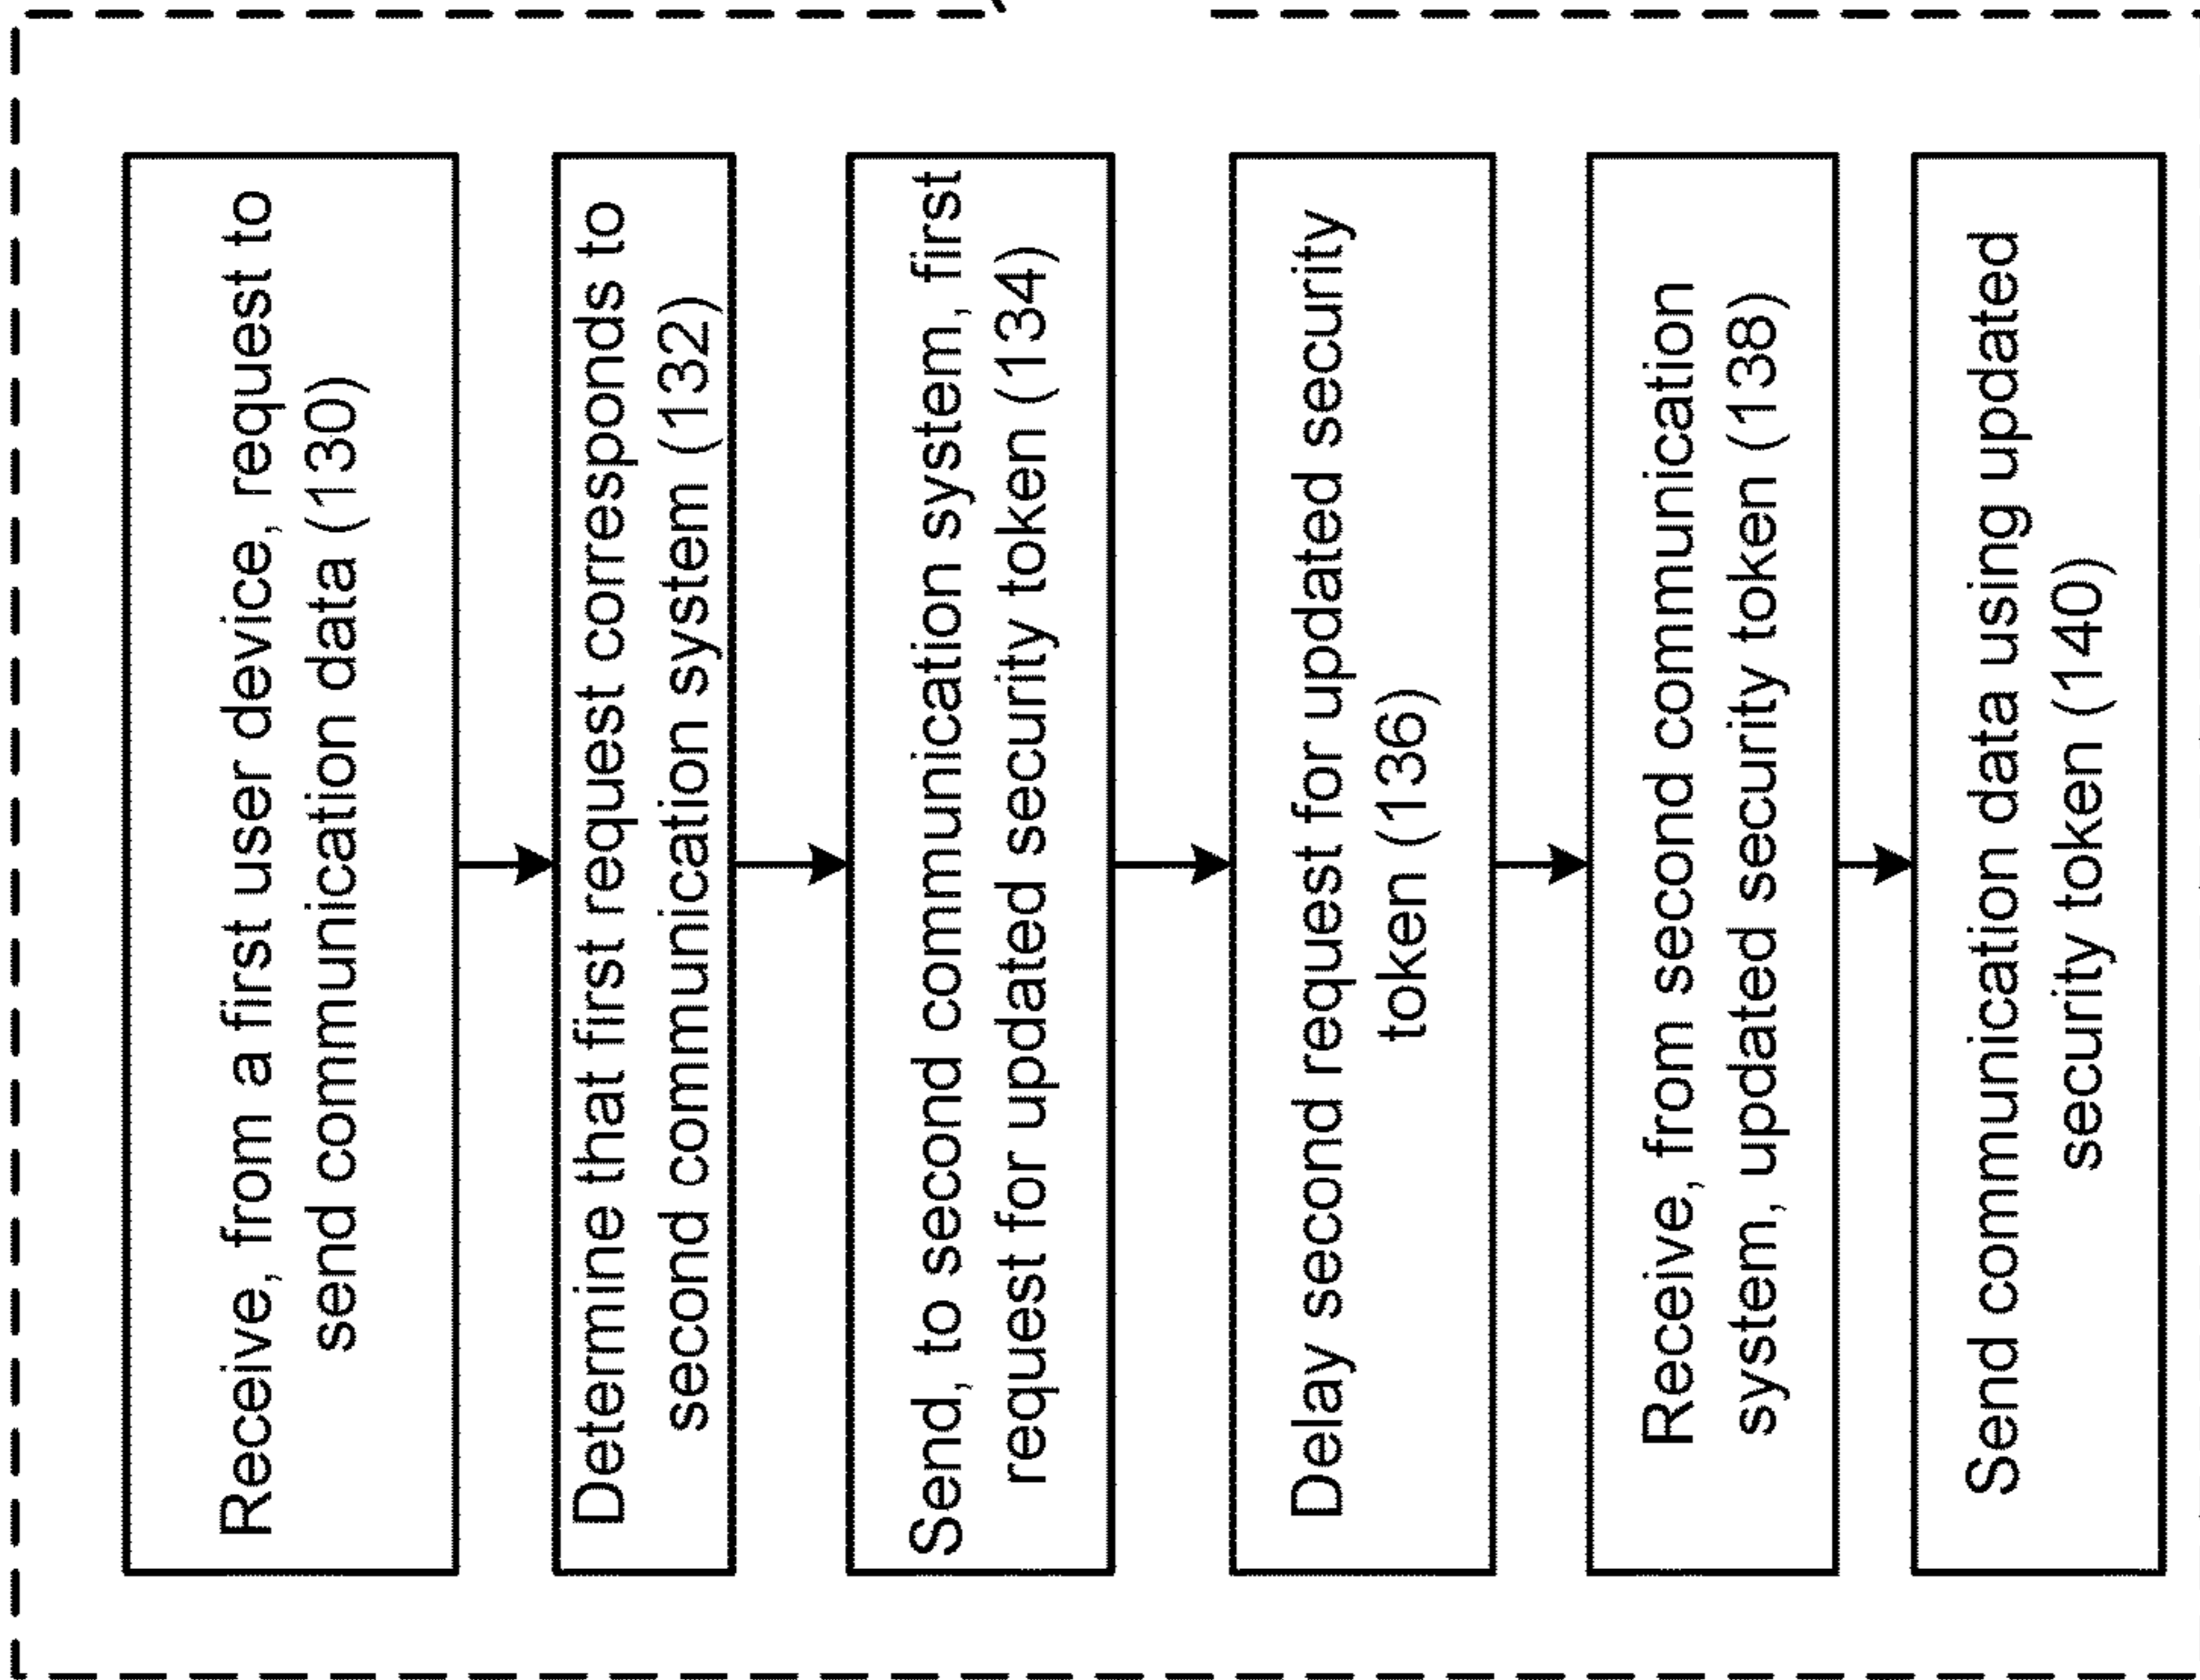 Receive, from a first user device, request to
send communication data (130)
Determine that first request corresponds to
second communication system (132)
Send, to second communication system, first
request for updated security token (134)
Delay second request for updated security
token (136)
Receive, from second communication
system, updated security token (138)
Send communication data using updated
security token (140)